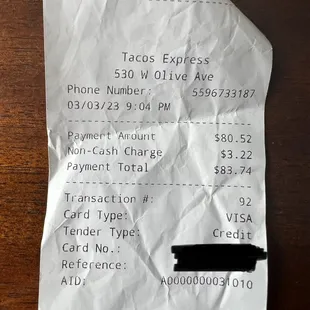 Tacos Express
530 W Olive Ave
Phone Number: 5596733187
03/03/23 9:04 PM
Payment Amount $80.52
Non-Cash Charge $3.22
Payment Total $83.74
Transaction #: 92
Card Type: VISA
Tender Type: Credit
Card No.:
Reference:
AID: A0000000031010